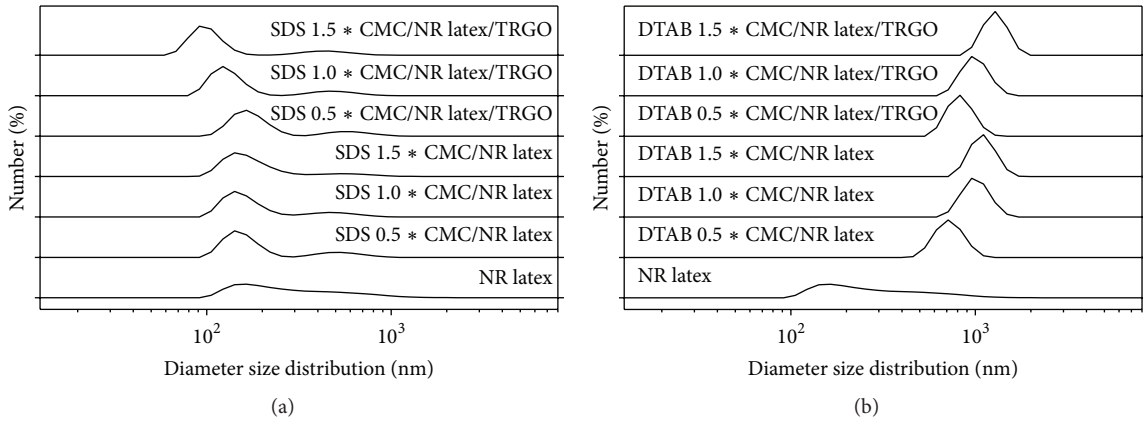 Number (%)
SDS 1.5 * CMC/NR latex/TRGO
SDS 1.0 * CMC/NR latex/TRGO
SDS 0.5 * CMC/NR latex/TRGO
SDS 1.5 * CMC/NR latex
SDS 1.0 * CMC/NR latex
SDS 0.5 * CMC/NR latex
NR latex
10² 10³
Diameter size distribution (nm)
(a)
Number (%)
DTAB 1.5 * CMC/NR latex/TRGO
DTAB 1.0 * CMC/NR latex/TRGO
DTAB 0.5 * CMC/NR latex/TRGO
DTAB 1.5 * CMC/NR latex
DTAB 1.0 * CMC/NR latex
DTAB 0.5 * CMC/NR latex
NR latex
10² 10³
Diameter size distribution (nm)
(b)